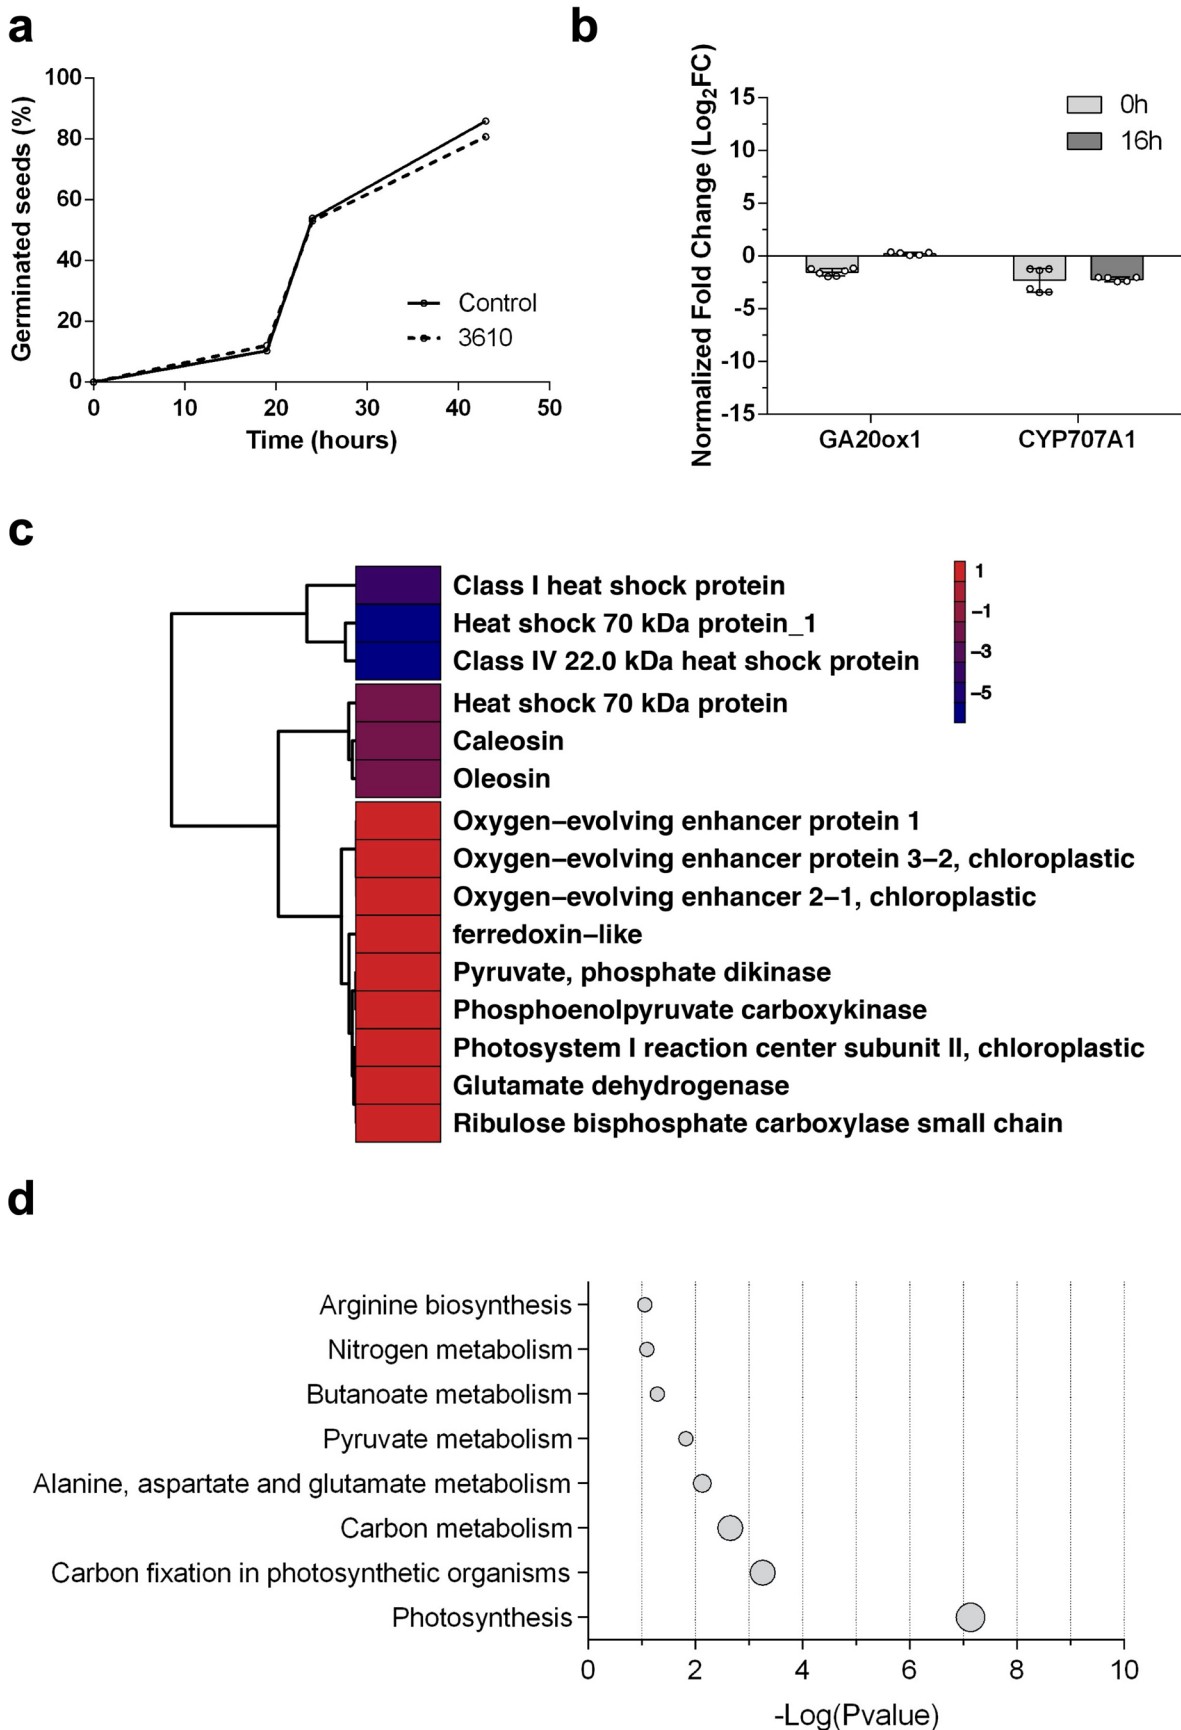 a
Germinated seeds (%)
100
80
60
40
20
0
0 10 20 30 40 50
Time (hours)
Control
3610
b
Normalized Fold Change (Log2FC)
15
10
5
0
-5
-10
-15
0h
16h
GA20ox1 CYP707A1
c
Class I heat shock protein
Heat shock 70 kDa protein_1
Class IV 22.0 kDa heat shock protein
Heat shock 70 kDa protein
Caleosin
Oleosin
Oxygen−evolving enhancer protein 1
Oxygen−evolving enhancer protein 3−2, chloroplastic
Oxygen−evolving enhancer 2−1, chloroplastic
ferredoxin−like
Pyruvate, phosphate dikinase
Phosphoenolpyruvate carboxykinase
Photosystem I reaction center subunit II, chloroplastic
Glutamate dehydrogenase
Ribulose bisphosphate carboxylase small chain
1
−1
−3
−5
d
Arginine biosynthesis
Nitrogen metabolism
Butanoate metabolism
Pyruvate metabolism
Alanine, aspartate and glutamate metabolism
Carbon metabolism
Carbon fixation in photosynthetic organisms
Photosynthesis
0 2 4 6 8 10
-Log(Pvalue)